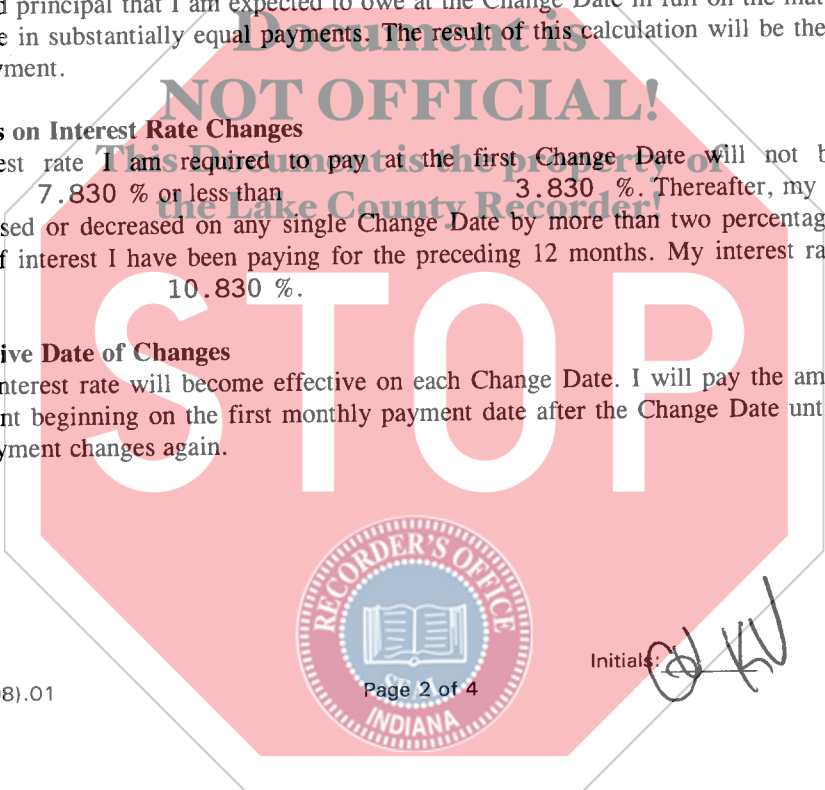 d principal that I am expected to owe at the Change Date in full on the mat
e in substantially equal payments. The result of this calculation will be the
yment.
Document is
NOT OFFICIAL!
This Document is the property of
the Lake County Recorder!
s on Interest Rate Changes
est rate I am required to pay at the first Change Date will not b
7.830 % or less than 3.830 %. Thereafter, my
sed or decreased on any single Change Date by more than two percentag
f interest I have been paying for the preceding 12 months. My interest ra
10.830 %.
ive Date of Changes
nterest rate will become effective on each Change Date. I will pay the am
nt beginning on the first monthly payment date after the Change Date unt
yment changes again.
STOP
RECORDER'S OFFICE
SEAL
INDIANA
Initials: KV
8).01
Page 2 of 4